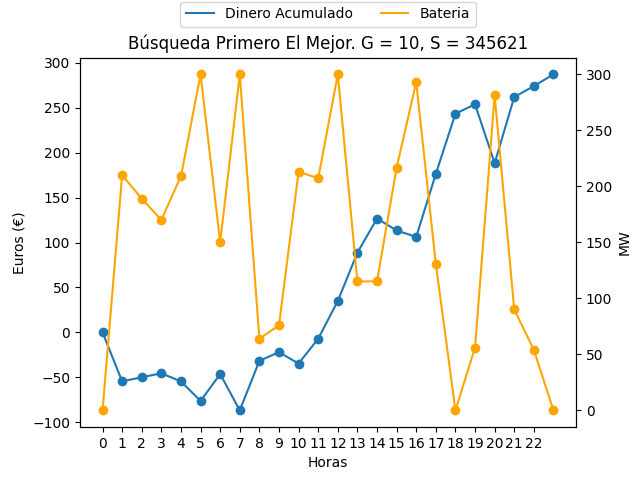 Dinero Acumulado Bateria
Búsqueda Primero El Mejor. G = 10, S = 345621
300
250
200
150
100
50
0
−50
−100
Euros (€)
300
250
200
150
100
50
0
MW
0 1 2 3 4 5 6 7 8 9 10 11 12 13 14 15 16 17 18 19 20 21 22
Horas